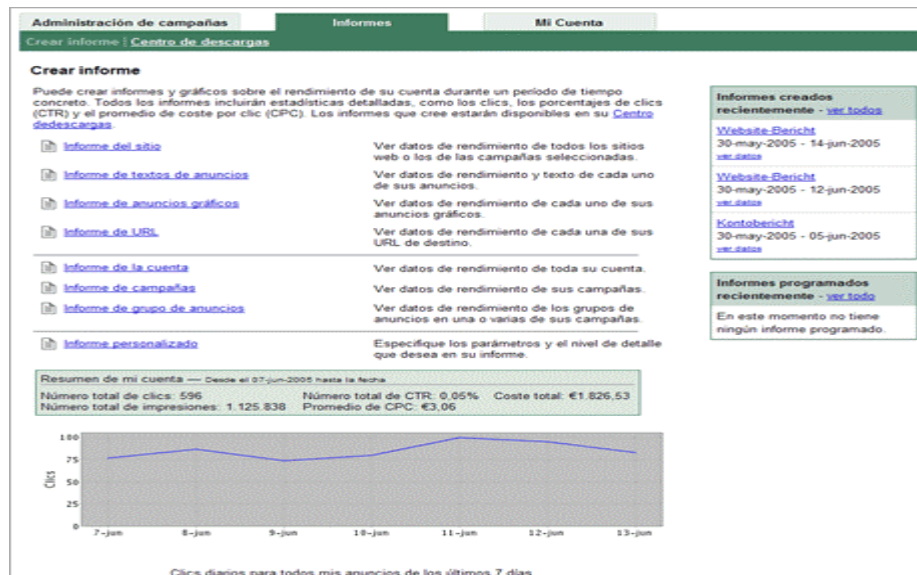 Administración de campañas
Informes
Mi Cuenta
Crear informe | Centro de descargas
Crear informe
Puede crear informes y gráficos sobre el rendimiento de su cuenta durante un período de tiempo
concreto. Todos los informes incluirán estadísticas detalladas, como los clics, los porcentajes de clics
(CTR) y el promedio de coste por clic (CPC). Los informes que cree estarán disponibles en su Centro
dedescargas.
Informe del sitio
Ver datos de rendimiento de todos los sitios
web o los de las campañas seleccionadas.
Informe de textos de anuncios
Ver datos de rendimiento y texto de cada uno
de sus anuncios.
Informe de anuncios gráficos
Ver datos de rendimiento de cada uno de sus
anuncios gráficos.
Informe de URL
Ver datos de rendimiento de cada una de sus
URL de destino.
Informe de la cuenta
Ver datos de rendimiento de toda su cuenta.
Informe de campañas
Ver datos de rendimiento de sus campañas.
Informe de grupo de anuncios
Ver datos de rendimiento de los grupos de
anuncios en una o varias de sus campañas.
Informe personalizado
Especifique los parámetros y el nivel de detalle
que desea en su informe.
Informes creados
recientemente - ver todos
Website-Bericht
30-may-2005 - 14-jun-2005
ver datos
Website-Bericht
30-may-2005 - 12-jun-2005
ver datos
Kontobericht
30-may-2005 - 05-jun-2005
ver datos
Informes programados
recientemente - ver todo
En este momento no tiene
ningún informe programado.
Resumen de mi cuenta — Desde el 07-jun-2005 hasta la fecha
Número total de clics: 596
Número total de CTR: 0,05%
Coste total: €1.826,53
Número total de impresiones: 1.125.838
Promedio de CPC: €3,06
100
75
50
25
0
Clics
7-jun
8-jun
9-jun
10-jun
11-jun
12-jun
13-jun
Clics diarios para todos mis anuncios de los últimos 7 días